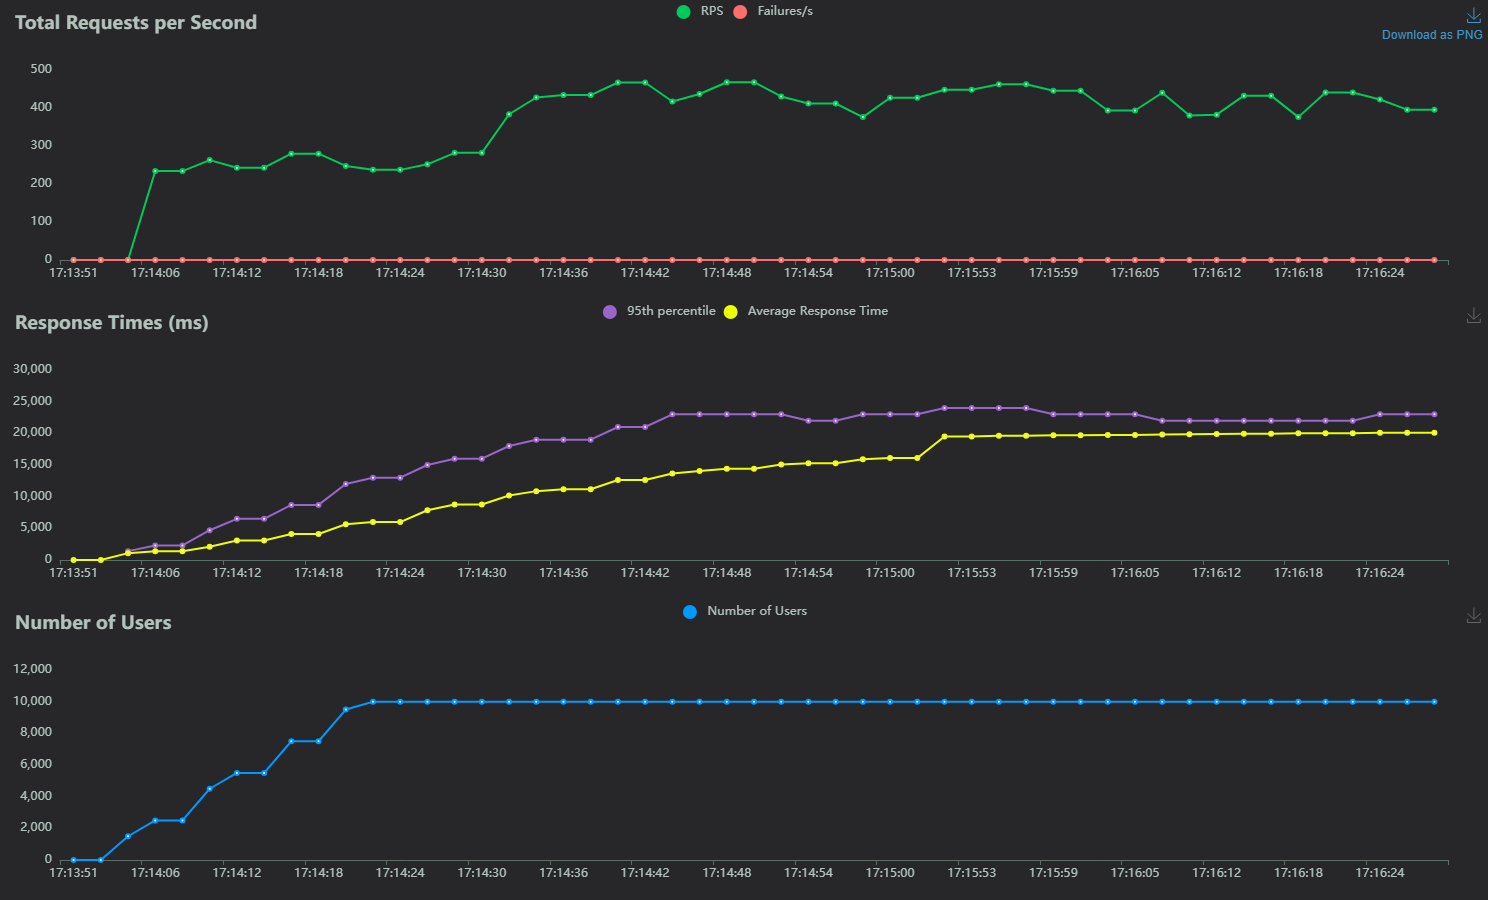 Total Requests per Second
RPS Failures/s
Download as PNG
500
400
300
200
100
0
17:13:51 17:14:06 17:14:12 17:14:18 17:14:24 17:14:30 17:14:36 17:14:42 17:14:48 17:14:54 17:15:00 17:15:53 17:15:59 17:16:05 17:16:12 17:16:18 17:16:24
Response Times (ms)
95th percentile Average Response Time
30,000
25,000
20,000
15,000
10,000
5,000
0
17:13:51 17:14:06 17:14:12 17:14:18 17:14:24 17:14:30 17:14:36 17:14:42 17:14:48 17:14:54 17:15:00 17:15:53 17:15:59 17:16:05 17:16:12 17:16:18 17:16:24
Number of Users
Number of Users
12,000
10,000
8,000
6,000
4,000
2,000
0
17:13:51 17:14:06 17:14:12 17:14:18 17:14:24 17:14:30 17:14:36 17:14:42 17:14:48 17:14:54 17:15:00 17:15:53 17:15:59 17:16:05 17:16:12 17:16:18 17:16:24